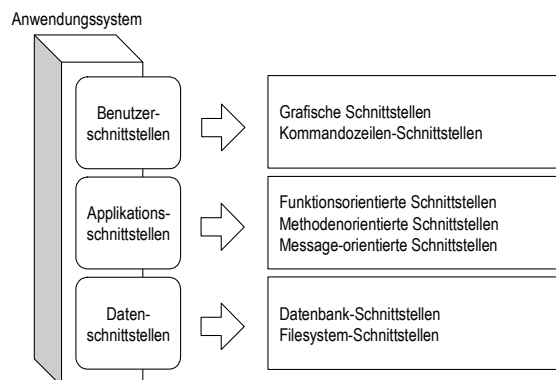 Anwendungssystem
Benutzer-
schnittstellen
Grafische Schnittstellen
Kommandozeilen-Schnittstellen
Applikations-
schnittstellen
Funktionsorientierte Schnittstellen
Methodenorientierte Schnittstellen
Message-orientierte Schnittstellen
Daten-
schnittstellen
Datenbank-Schnittstellen
Filesystem-Schnittstellen